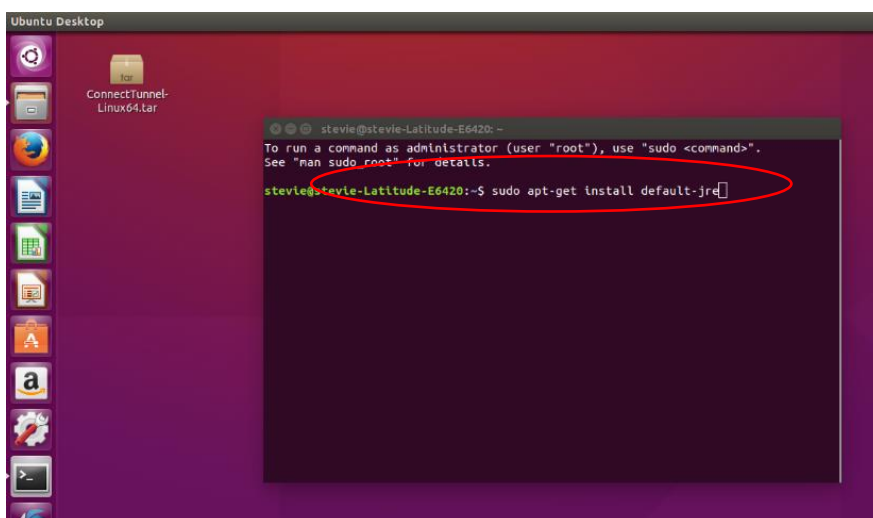 Ubuntu Desktop
tar
ConnectTunnel-
Linux64.tar
stevie@stevie-Latitude-E6420: ~
To run a command as administrator (user "root"), use "sudo <command>".
See "man sudo_root" for details.
stevie@stevie-Latitude-E6420:~$ sudo apt-get install default-jre